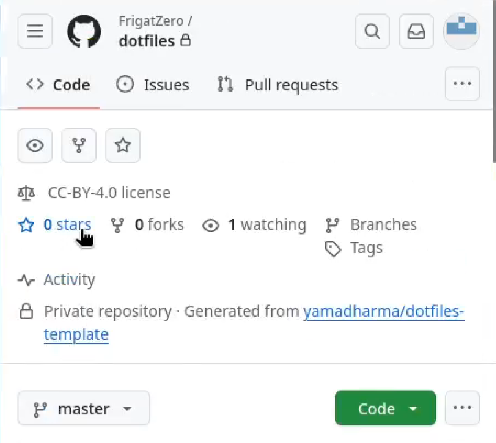 FrigatZero /
dotfiles
Code Issues Pull requests
CC-BY-4.0 license
0 stars 0 forks 1 watching Branches
Tags
Activity
Private repository · Generated from yamadharma/dotfiles-
template
master Code